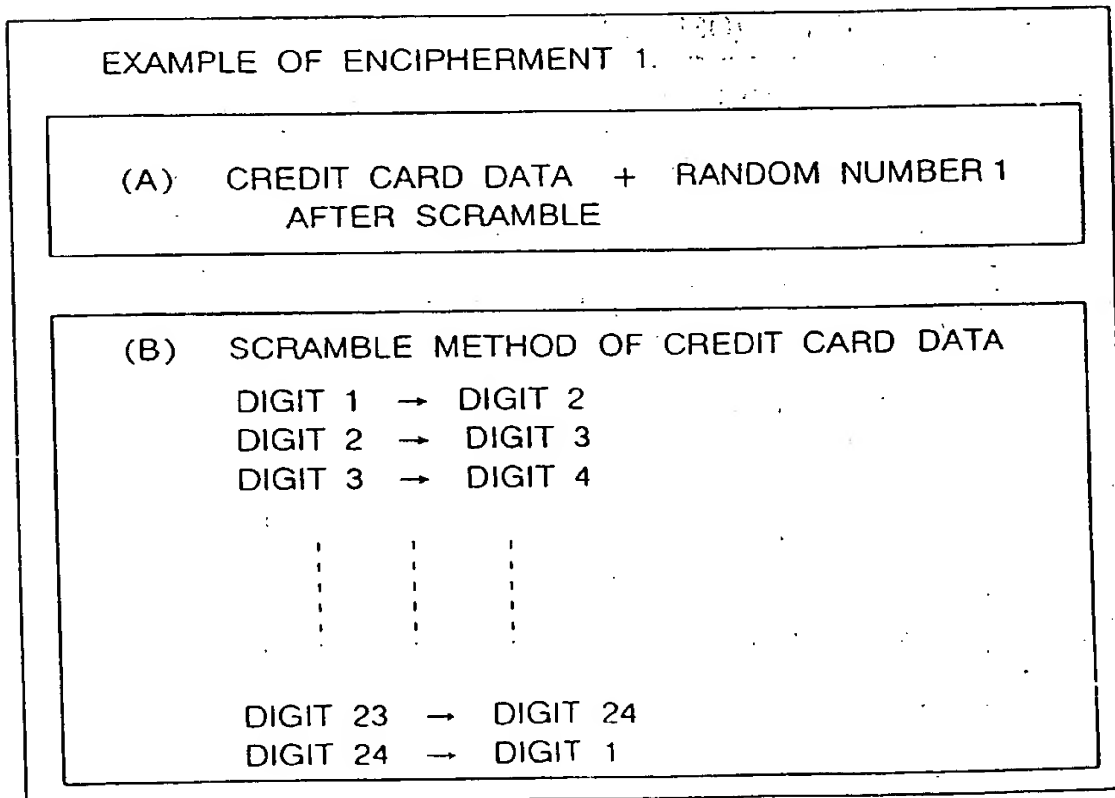 EXAMPLE OF ENCIPHERMENT 1.
(A) CREDIT CARD DATA + RANDOM NUMBER 1
AFTER SCRAMBLE
(B) SCRAMBLE METHOD OF CREDIT CARD DATA
DIGIT 1 → DIGIT 2
DIGIT 2 → DIGIT 3
DIGIT 3 → DIGIT 4
DIGIT 23 → DIGIT 24
DIGIT 24 → DIGIT 1